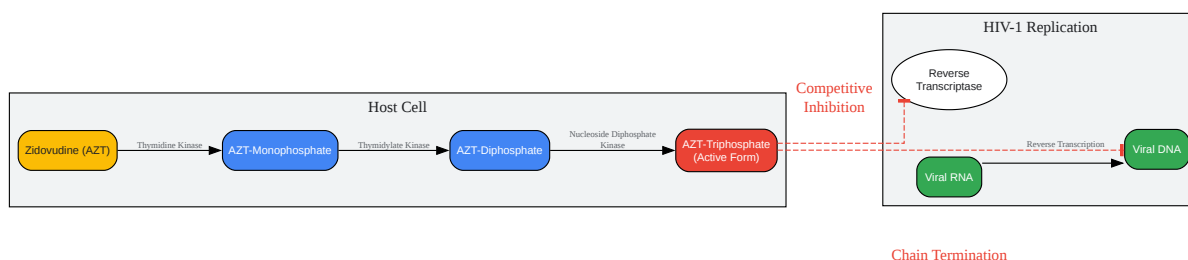 Host Cell
Zidovudine (AZT)
Thymidine Kinase
AZT-Monophosphate
Thymidylate Kinase
AZT-Diphosphate
Nucleoside Diphosphate
Kinase
AZT-Triphosphate
(Active Form)
Competitive
Inhibition
HIV-1 Replication
Reverse
Transcriptase
Viral RNA
Reverse Transcription
Viral DNA
Chain Termination